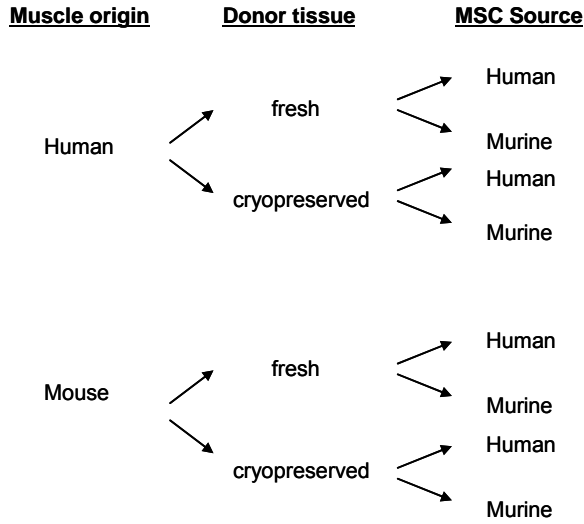 Muscle origin Donor tissue MSC Source
Human
fresh
Human
Murine
cryopreserved
Human
Murine
Mouse
fresh
Human
Murine
cryopreserved
Human
Murine